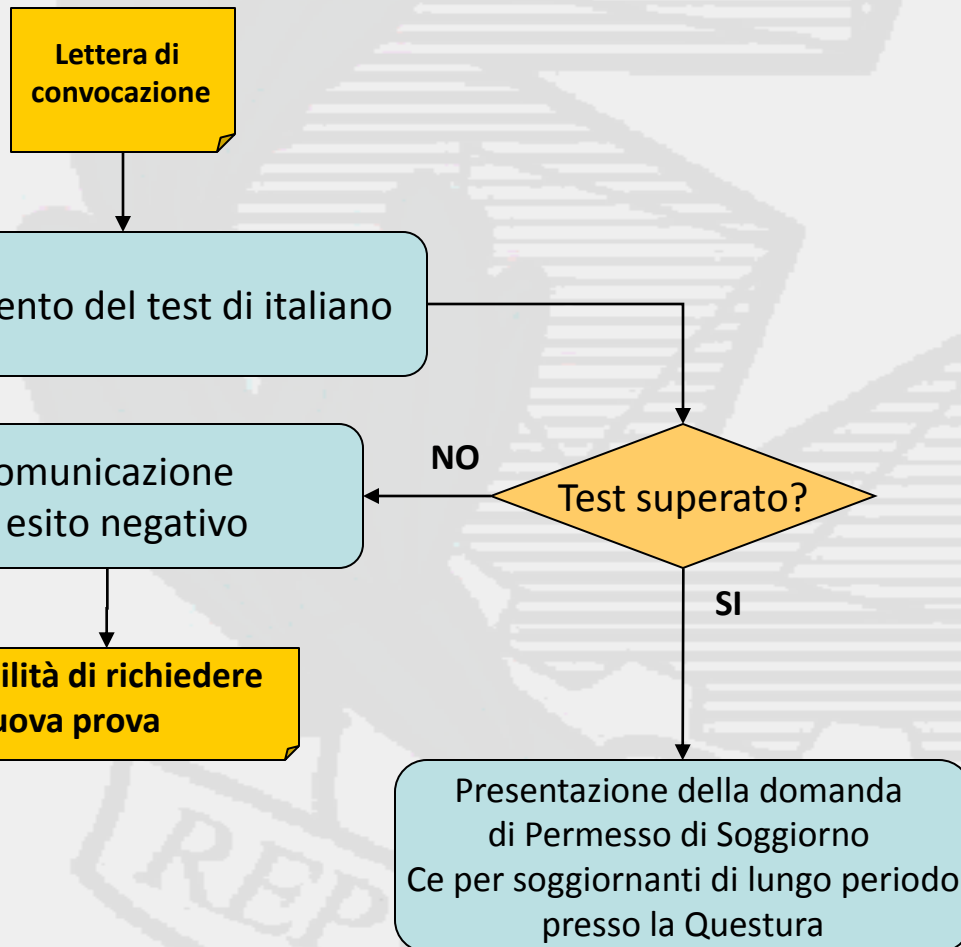 Lettera di
convocazione
ento del test di italiano
NO
Test superato?
omunicazione
esito negativo
SI
ilità di richiedere
uova prova
Presentazione della domanda
di Permesso di Soggiorno
Ce per soggiornanti di lungo periodo
presso la Questura
REP